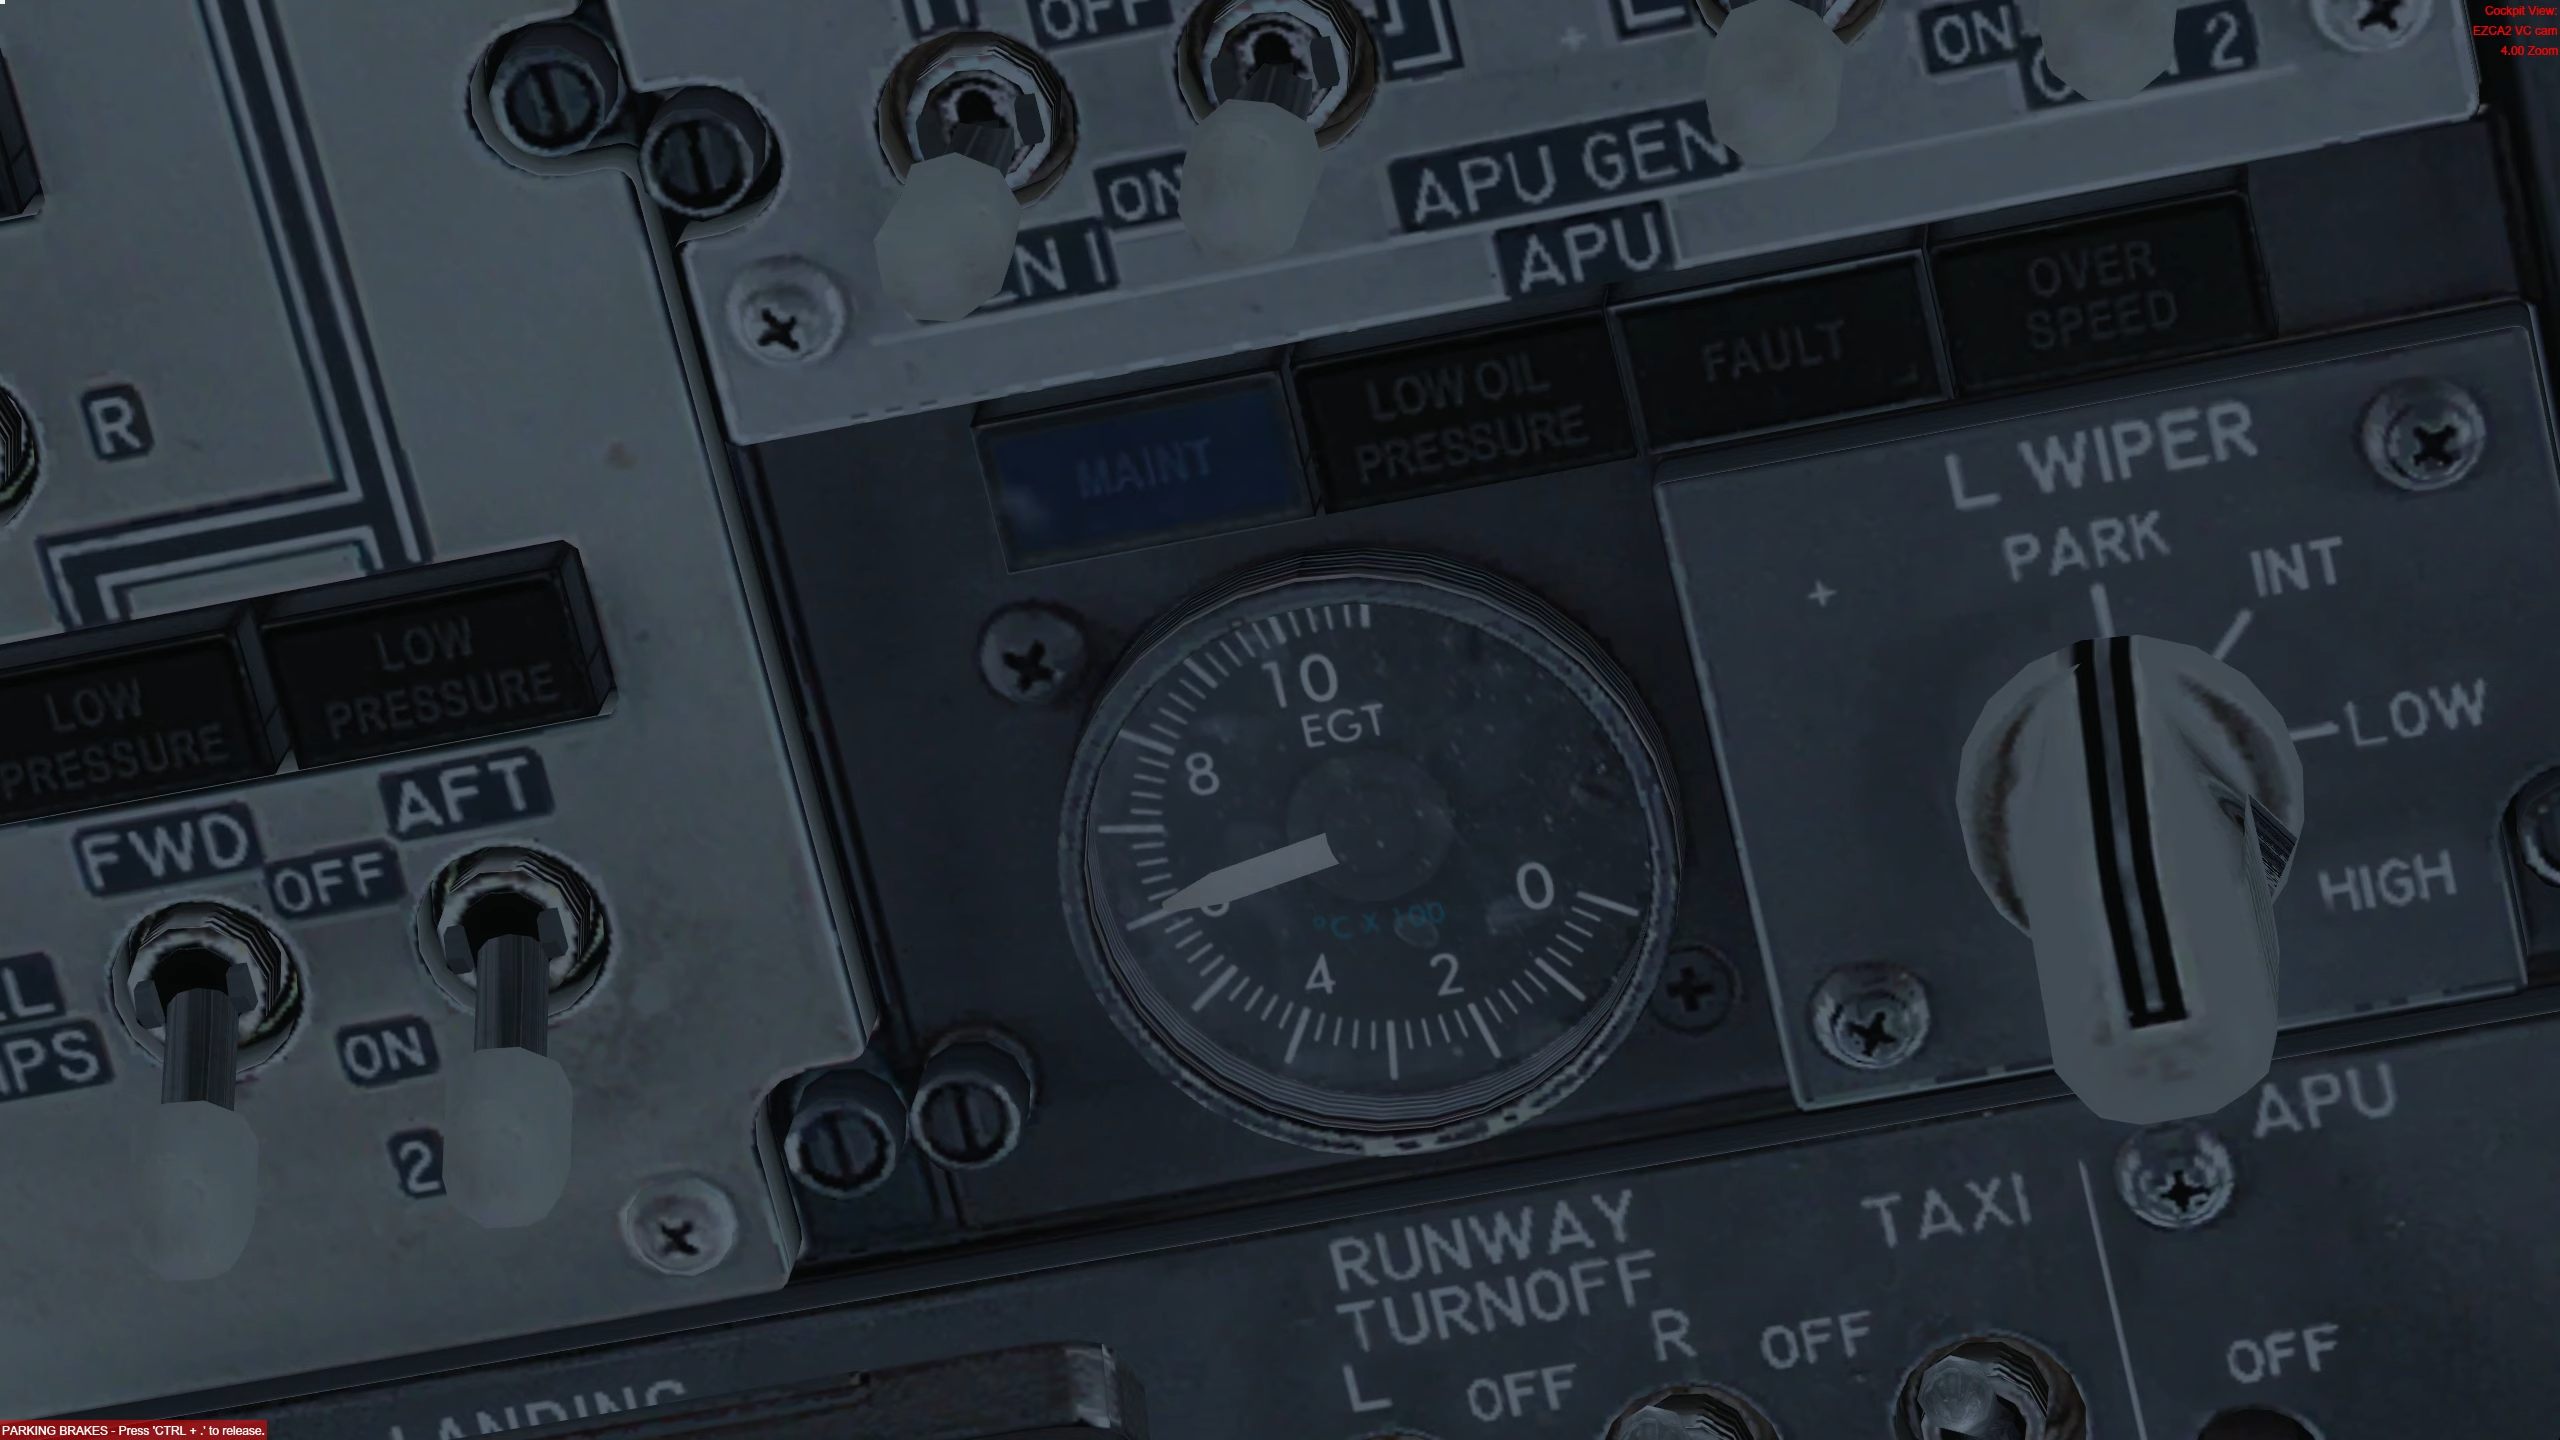 Cockpit View:
EZCA2 VC cam
4.00 Zoom
OFF
ON
ON
2
APU GEN
APU
OVER
SPEED
FAULT
LOW OIL
PRESSURE
MAINT
R
L WIPER
PARK
INT
LOW
HIGH
LOW
PRESSURE
LOW
PRESSURE
10
EGT
8
0
°C X 100
4
2
FWD
OFF
AFT
ON
2
APU
RUNWAY
TURNOFF
TAXI
L
OFF
R
OFF
OFF
LANDING
PARKING BRAKES - Press 'CTRL + .' to release.